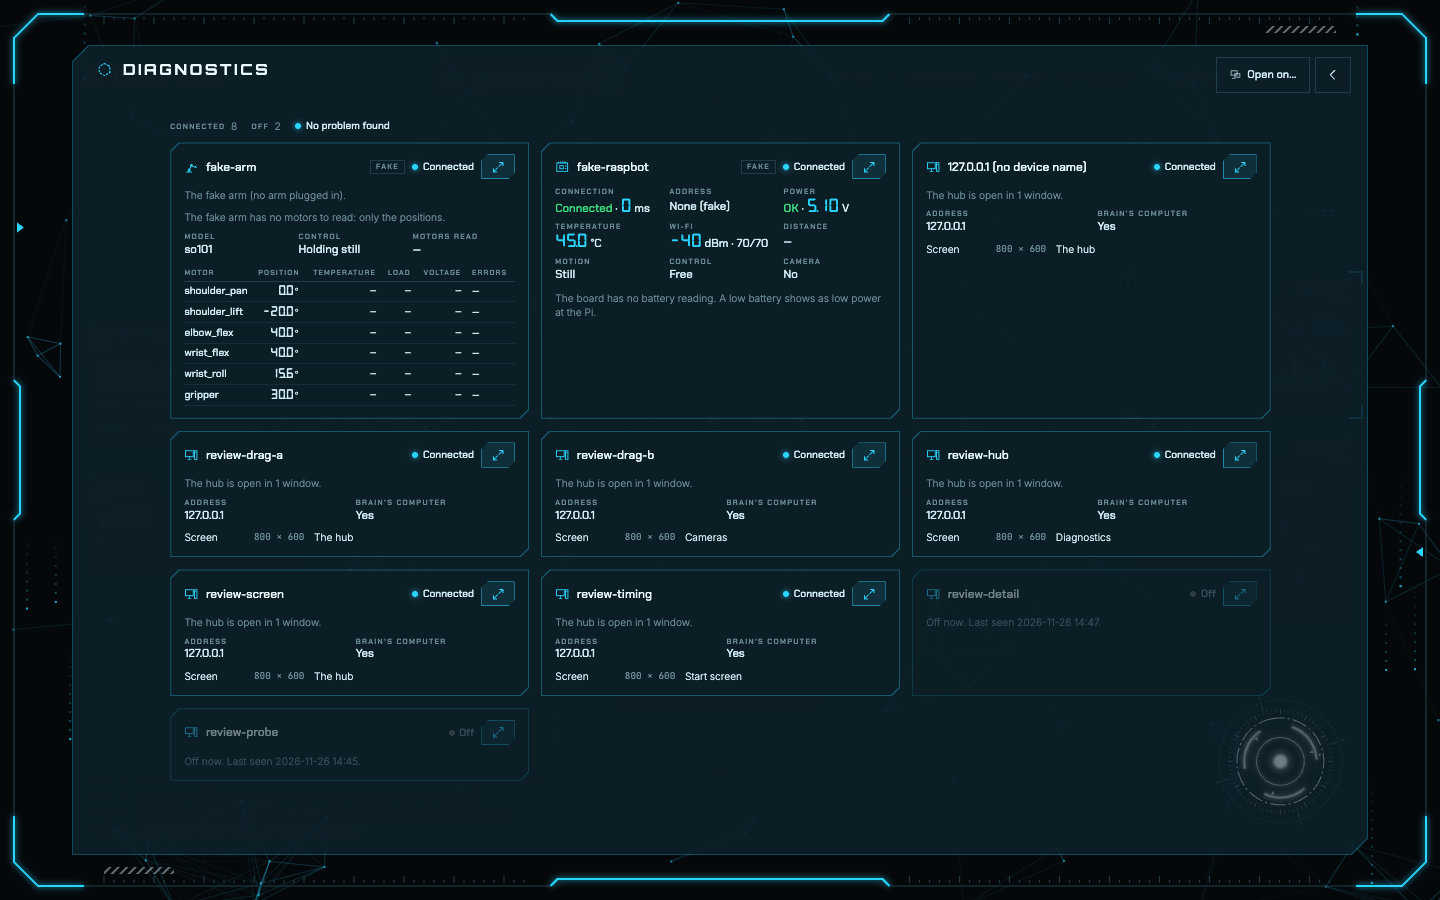 DIAGNOSTICS
Open on...
CONNECTED 8 OFF 2 No problem found
fake-arm FAKE Connected
The fake arm (no arm plugged in).
The fake arm has no motors to read: only the positions.
MODEL CONTROL MOTORS READ
so101 Holding still –
MOTOR POSITION TEMPERATURE LOAD VOLTAGE ERRORS
shoulder_pan 0.0° – – – –
shoulder_lift -20.0° – – – –
elbow_flex 40.0° – – – –
wrist_flex 40.0° – – – –
wrist_roll 15.6° – – – –
gripper 30.0° – – – –
fake-raspbot FAKE Connected
CONNECTION ADDRESS POWER
Connected · 0 ms None (fake) OK · 5.10 V
TEMPERATURE WI-FI DISTANCE
45.0 °C -40 dBm · 70/70 –
MOTION CONTROL CAMERA
Still Free No
The board has no battery reading. A low battery shows as low power
at the Pi.
127.0.0.1 (no device name) Connected
The hub is open in 1 window.
ADDRESS BRAIN'S COMPUTER
127.0.0.1 Yes
Screen 800 × 600 The hub
review-drag-a Connected
The hub is open in 1 window.
ADDRESS BRAIN'S COMPUTER
127.0.0.1 Yes
Screen 800 × 600 The hub
review-drag-b Connected
The hub is open in 1 window.
ADDRESS BRAIN'S COMPUTER
127.0.0.1 Yes
Screen 800 × 600 Cameras
review-hub Connected
The hub is open in 1 window.
ADDRESS BRAIN'S COMPUTER
127.0.0.1 Yes
Screen 800 × 600 Diagnostics
review-screen Connected
The hub is open in 1 window.
ADDRESS BRAIN'S COMPUTER
127.0.0.1 Yes
Screen 800 × 600 The hub
review-timing Connected
The hub is open in 1 window.
ADDRESS BRAIN'S COMPUTER
127.0.0.1 Yes
Screen 800 × 600 Start screen
review-detail Off
Off now. Last seen 2026-11-26 14:47.
review-probe Off
Off now. Last seen 2026-11-26 14:45.